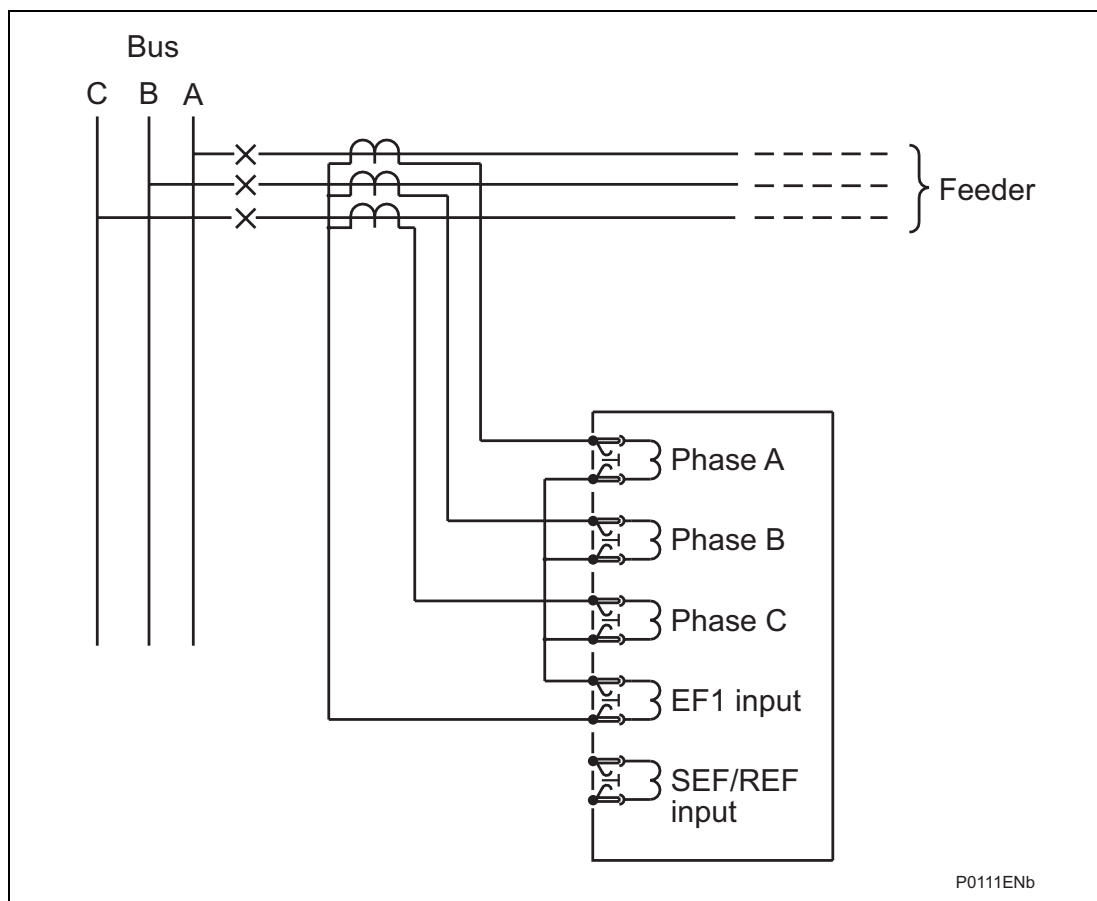 Bus
C B A
Feeder
Phase A
Phase B
Phase C
EF1 input
SEF/REF
input
P0111ENb